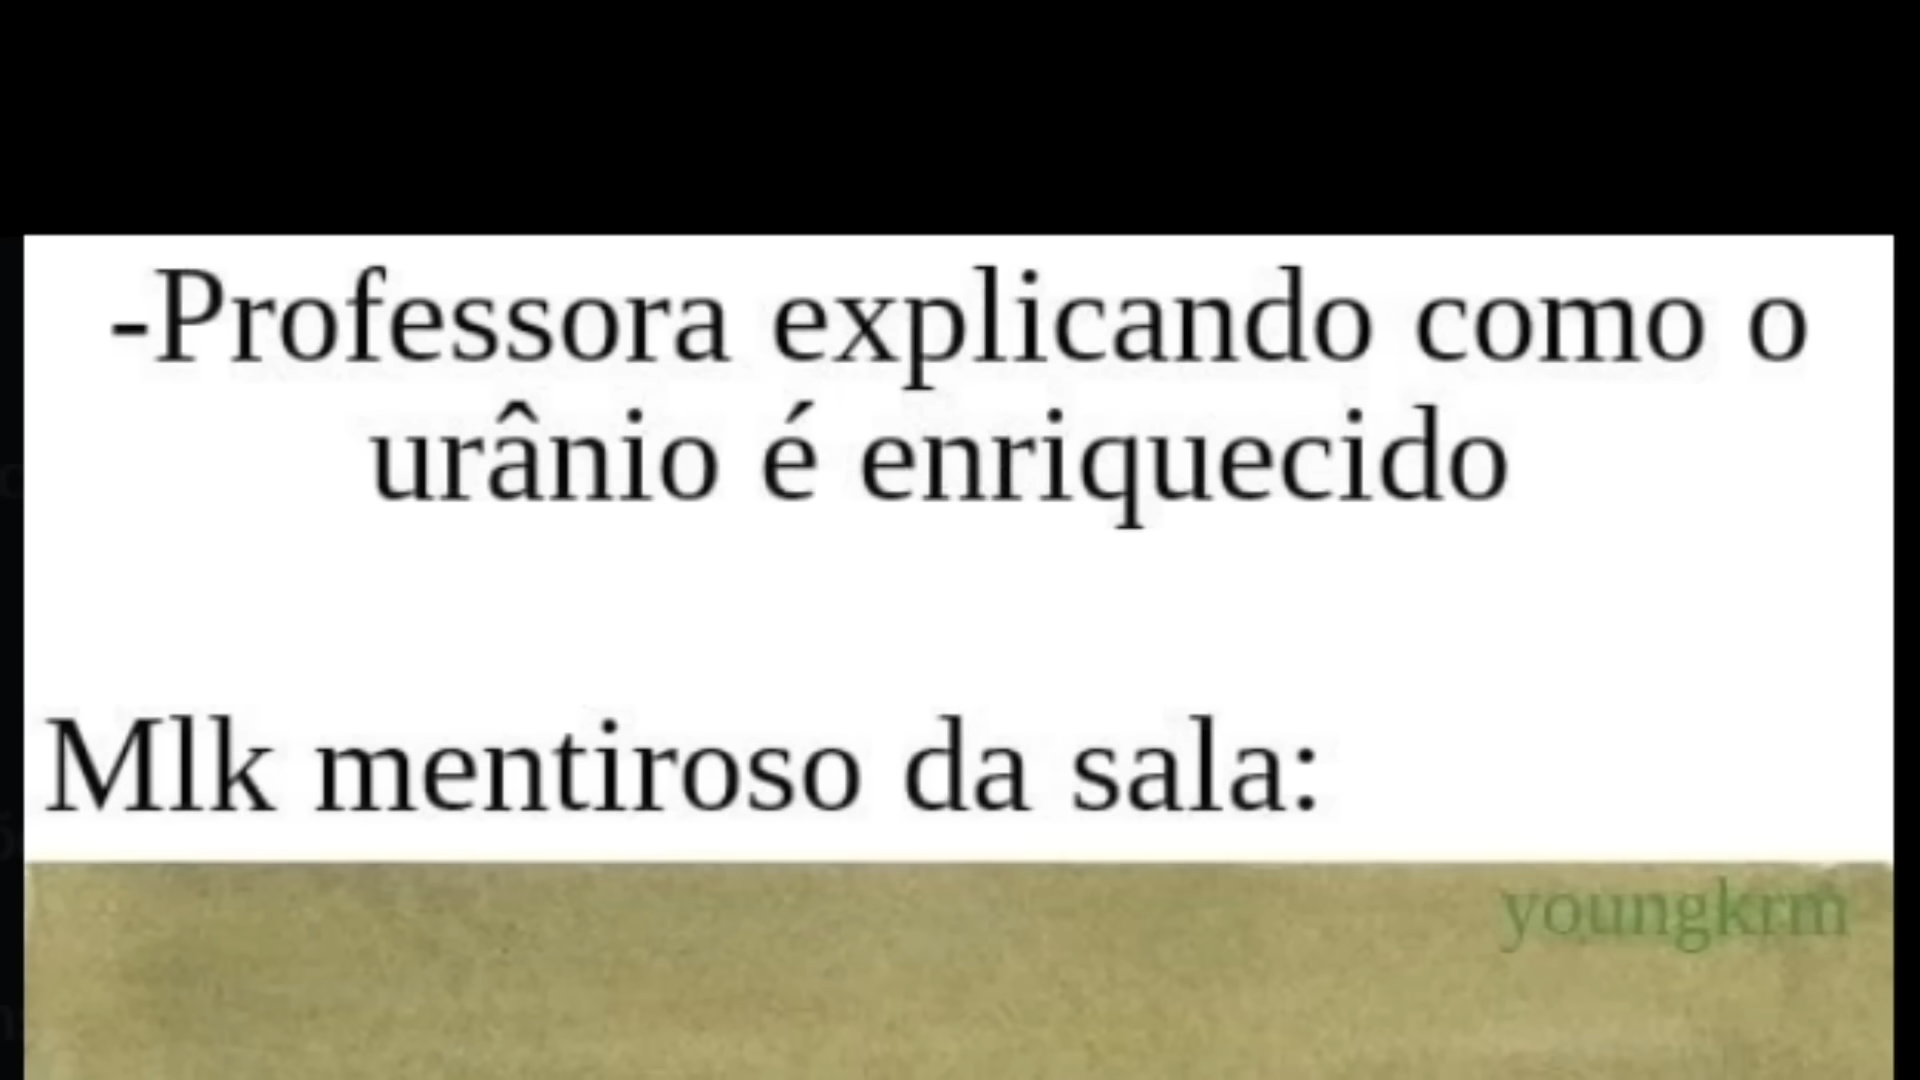 -Professora explicando como o
urânio é enriquecido
Mlk mentiroso da sala:
youngkrm